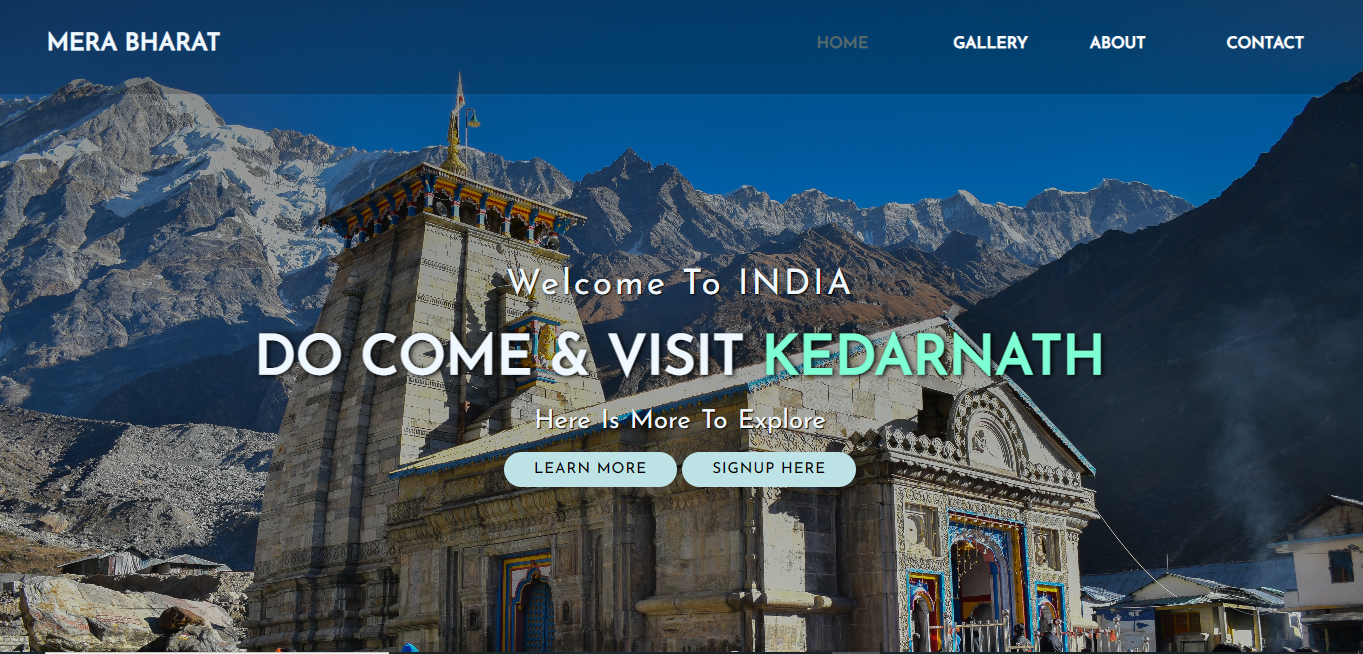 MERA BHARAT
HOME GALLERY ABOUT CONTACT
Welcome To INDIA
DO COME & VISIT KEDARNATH
Here Is More To Explore
LEARN MORE SIGNUP HERE